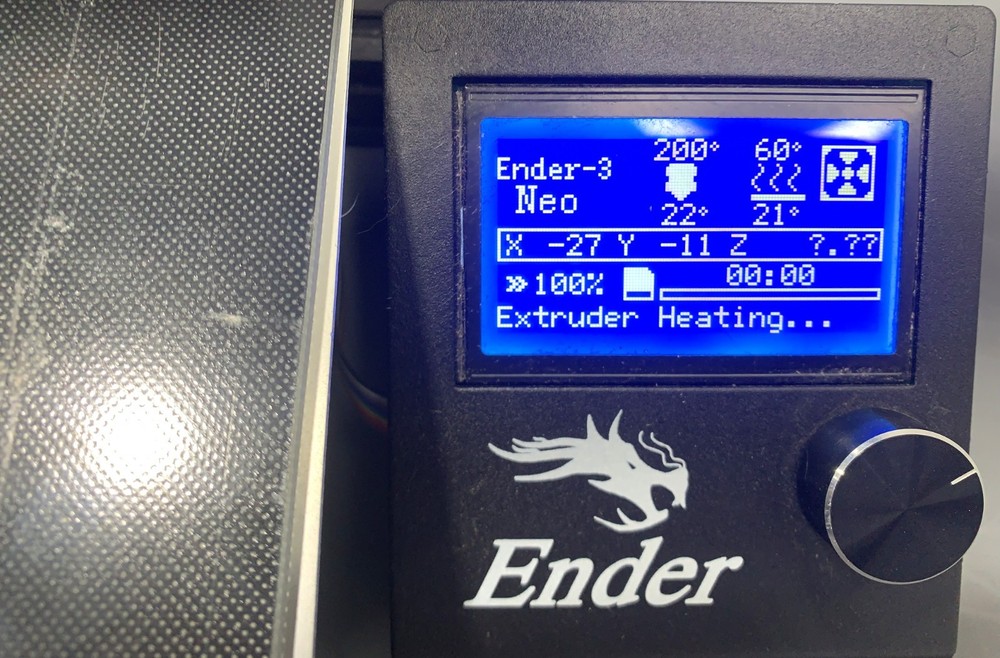 200° 60°
Ender-3
Neo
22° 21°
X -27 Y -11 Z ?.??
» 100% 00:00
Extruder Heating...
Ender